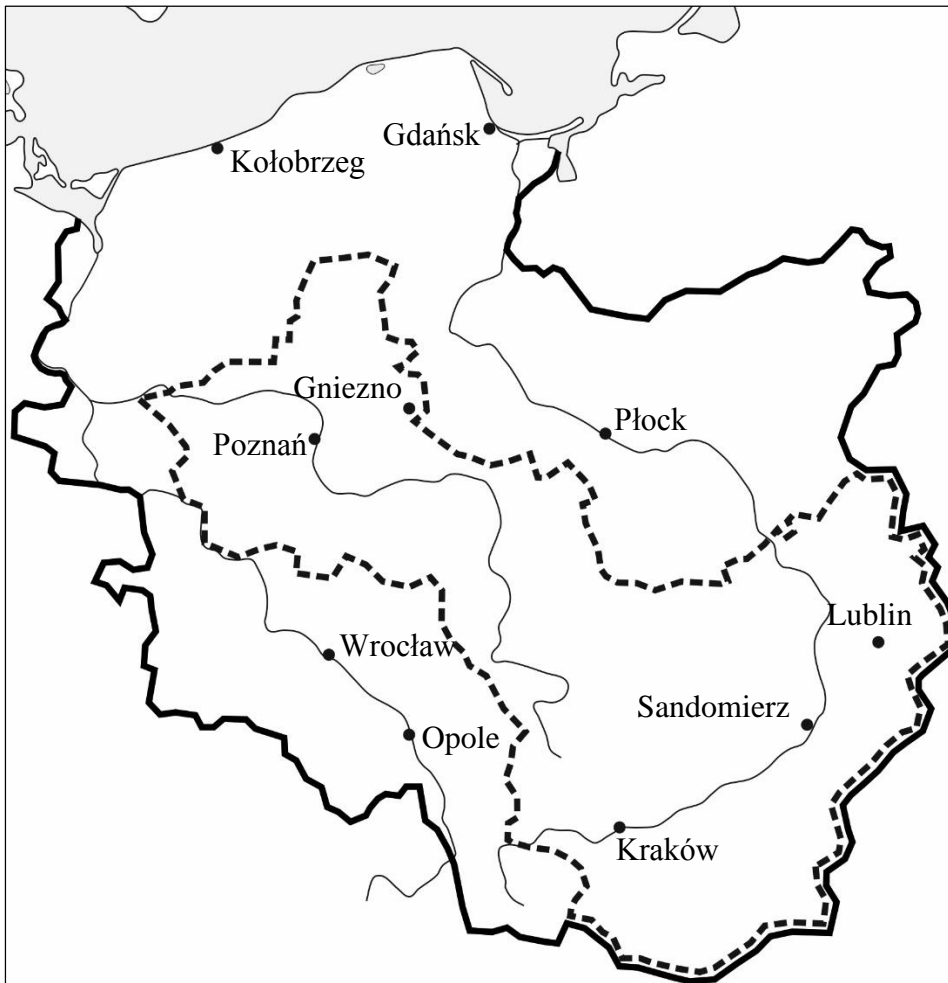 Gdańsk
Kołobrzeg
Gniezno
Płock
Poznań
Lublin
Wrocław
Sandomierz
Opole
Kraków